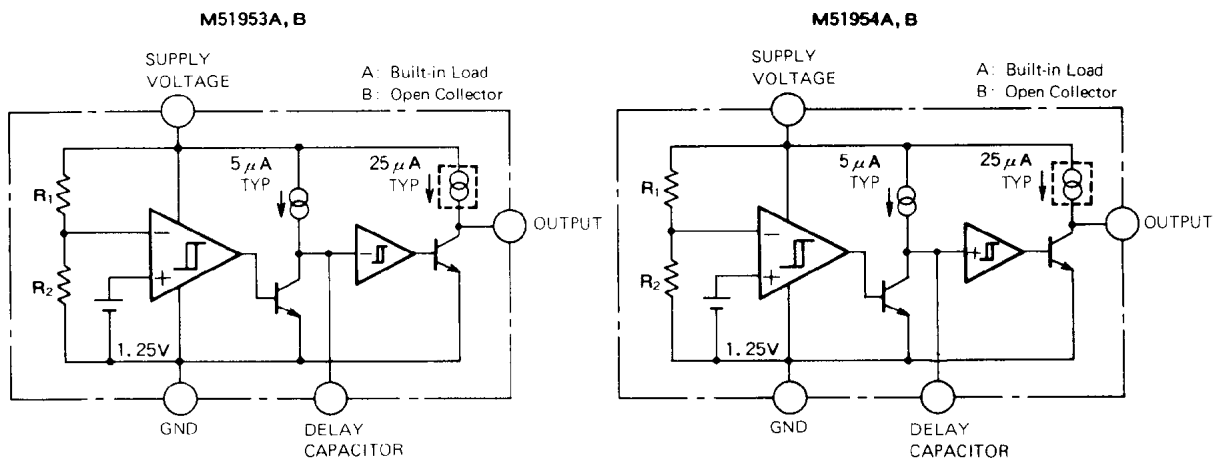 M51953A, B
SUPPLY
VOLTAGE
A: Built-in Load
B: Open Collector
5 μA
TYP
25 μA
TYP
R1
R2
−
+
−
1.25V
OUTPUT
GND
DELAY
CAPACITOR
M51954A, B
SUPPLY
VOLTAGE
A: Built-in Load
B: Open Collector
5 μA
TYP
25 μA
TYP
R1
R2
−
+
+
1.25V
OUTPUT
GND
DELAY
CAPACITOR